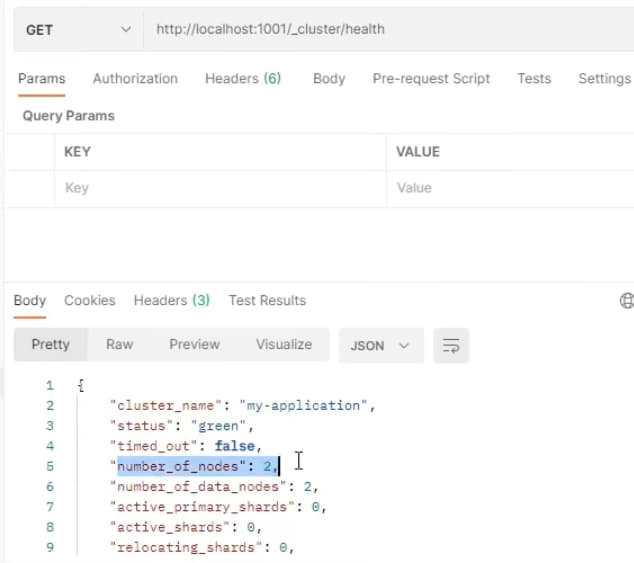 GET http://localhost:1001/_cluster/health
Params Authorization Headers (6) Body Pre-request Script Tests Settings
Query Params
KEY VALUE
Key Value
Body Cookies Headers (3) Test Results
Pretty Raw Preview Visualize JSON
1 {
2 "cluster_name": "my-application",
3 "status": "green",
4 "timed_out": false,
5 "number_of_nodes": 2,
6 "number_of_data_nodes": 2,
7 "active_primary_shards": 0,
8 "active_shards": 0,
9 "relocating_shards": 0,